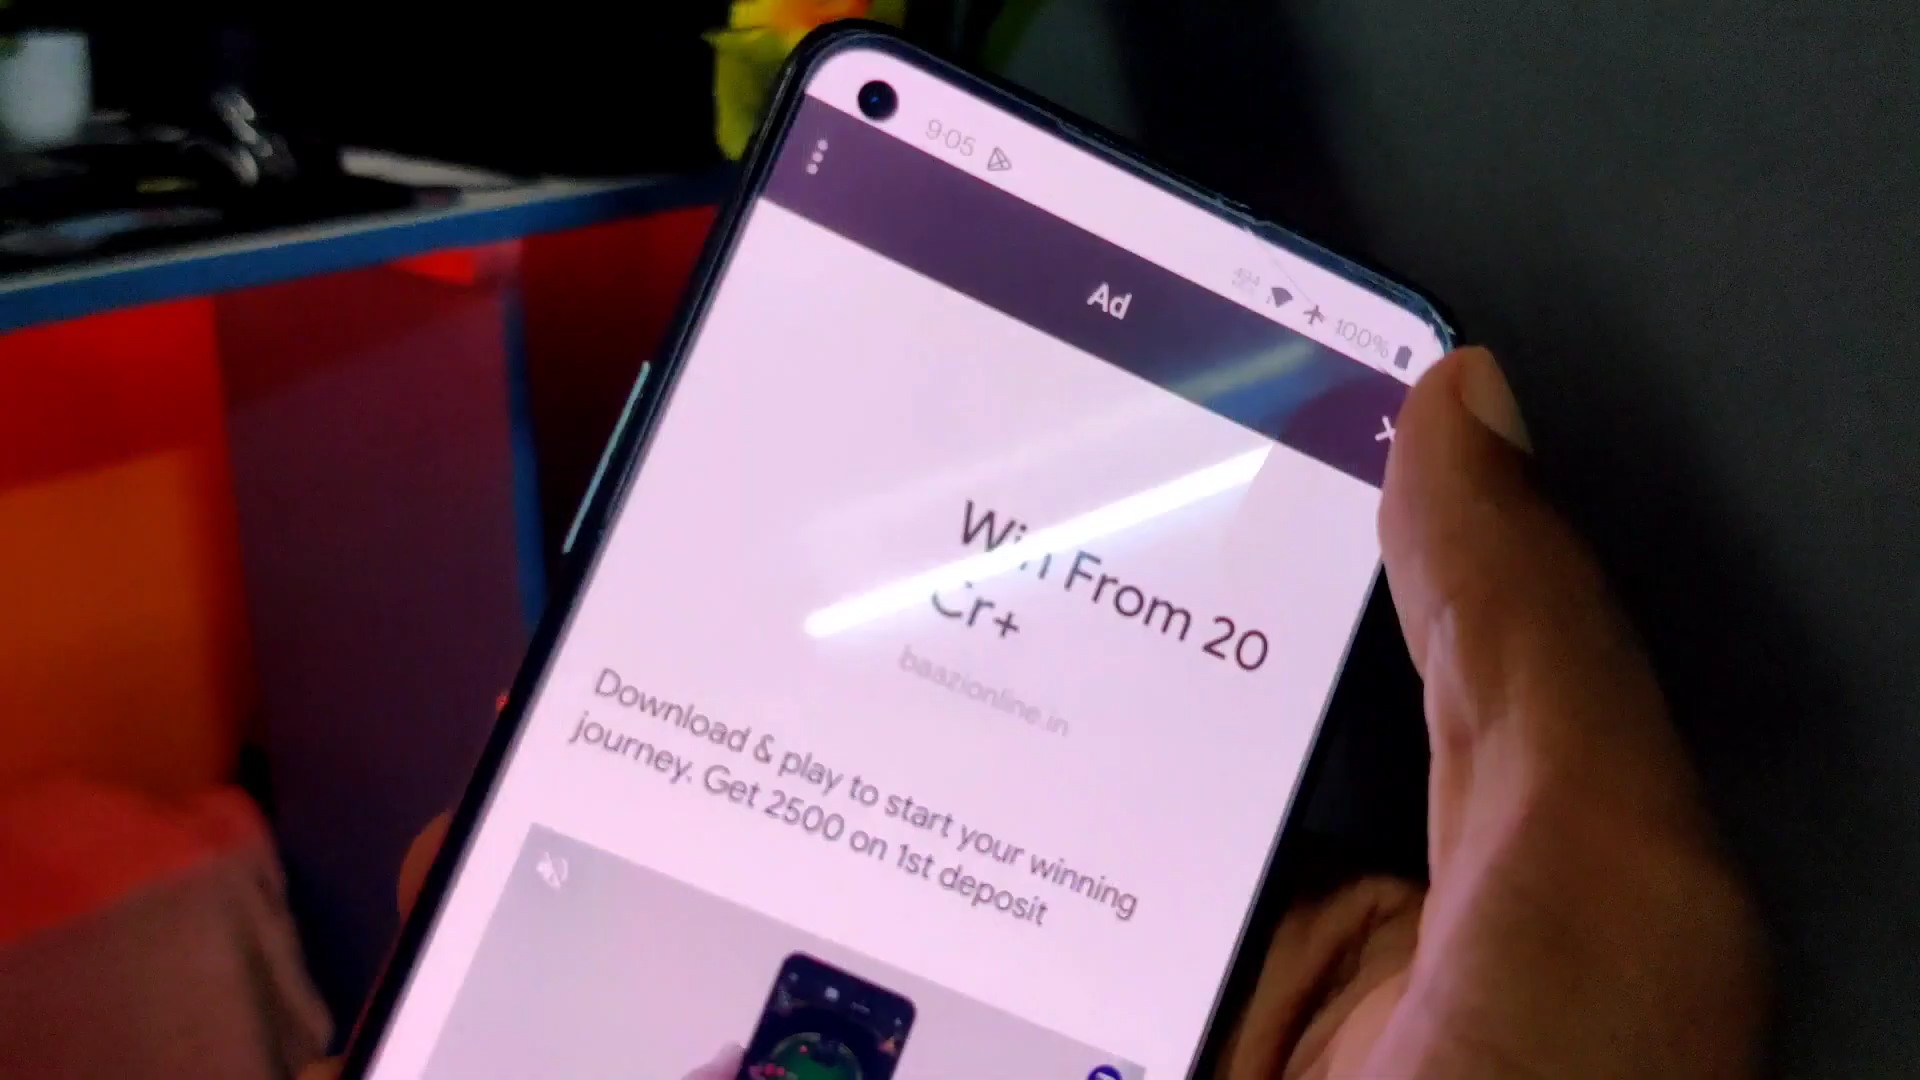 9:05
100%
Ad
Win From 20
Cr+
baazionline.in
Download & play to start your winning
journey. Get 2500 on 1st deposit